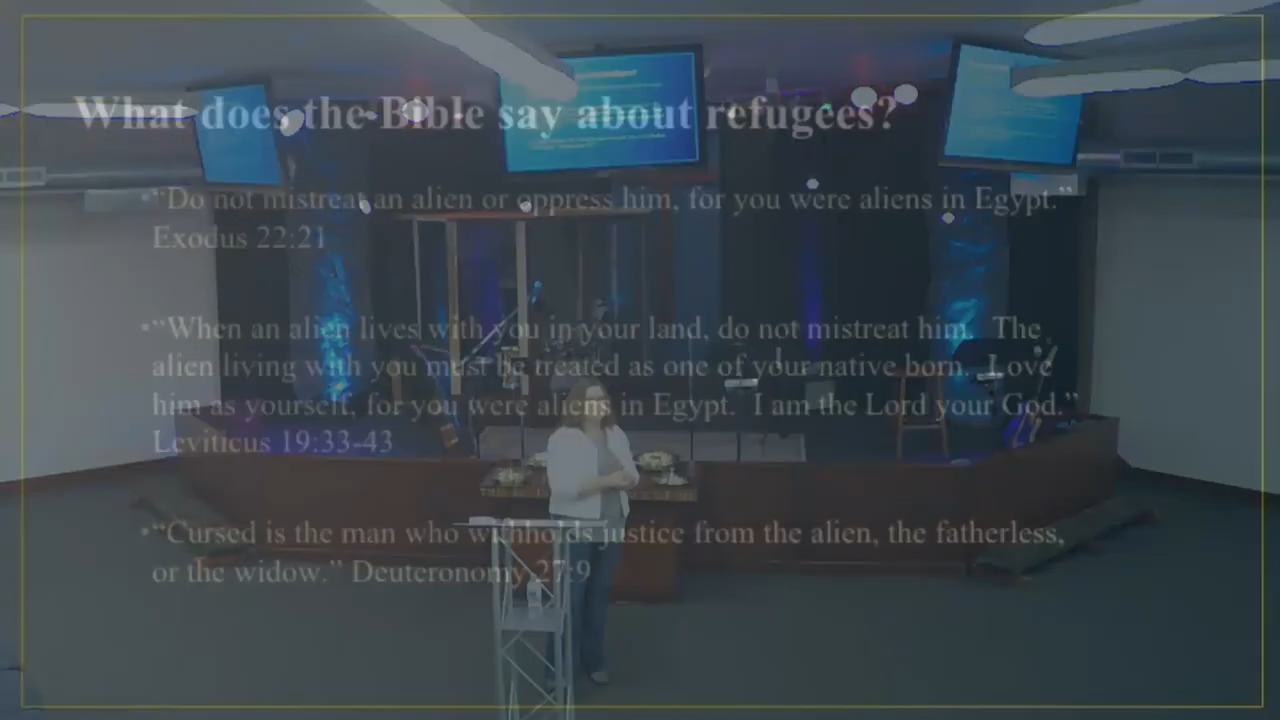 What does the Bible say about refugees?
•“Do not mistreat an alien or oppress him, for you were aliens in Egypt.”
Exodus 22:21
•“When an alien lives with you in your land, do not mistreat him. The
alien living with you must be treated as one of your native born. Love
him as yourself, for you were aliens in Egypt. I am the Lord your God.”
Leviticus 19:33-43
•“Cursed is the man who withholds justice from the alien, the fatherless,
or the widow.” Deuteronomy 27:9